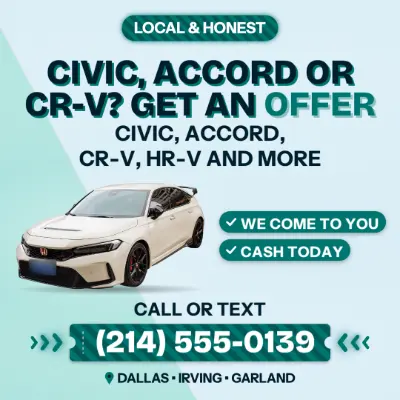 LOCAL & HONEST
CIVIC, ACCORD OR
CR-V? GET AN OFFER
CIVIC, ACCORD,
CR-V, HR-V AND MORE
WE COME TO YOU
CASH TODAY
CALL OR TEXT
(214) 555-0139
DALLAS • IRVING • GARLAND